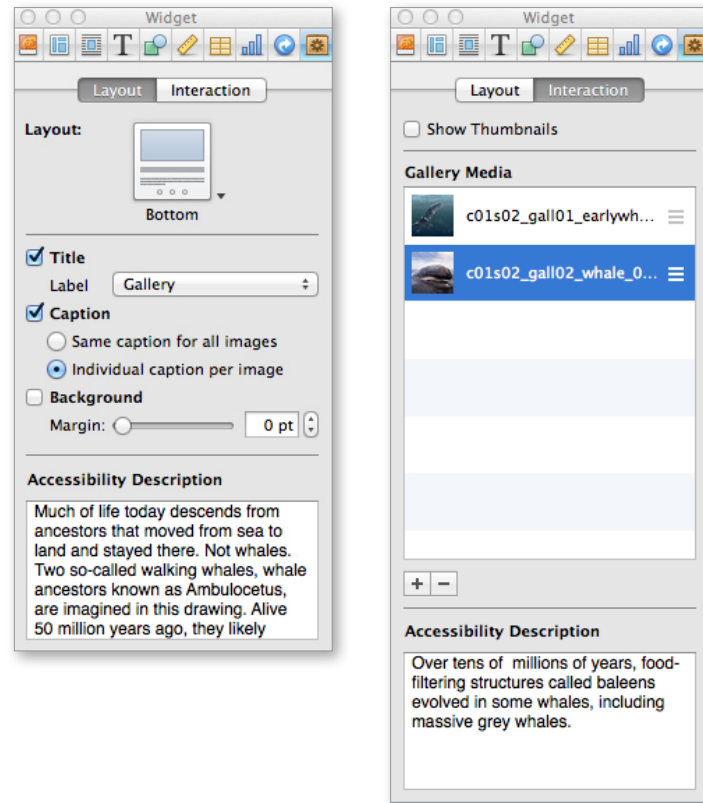 Widget
T
Layout Interaction
Layout:
Bottom
Title
Label Gallery
Caption
Same caption for all images
Individual caption per image
Background
Margin: 0 pt
Accessibility Description
Much of life today descends from
ancestors that moved from sea to
land and stayed there. Not whales.
Two so-called walking whales, whale
ancestors known as Ambulocetus,
are imagined in this drawing. Alive
50 million years ago, they likely
Widget
T
Layout Interaction
Show Thumbnails
Gallery Media
c01s02_gall01_earlywh...
c01s02_gall02_whale_0...
+ −
Accessibility Description
Over tens of  millions of years, food-
filtering structures called baleens
evolved in some whales, including
massive grey whales.